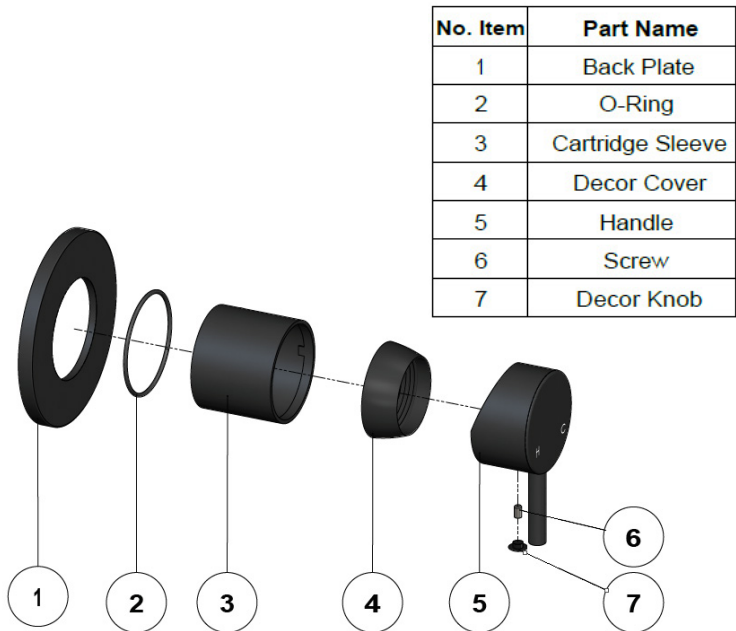 No. Item Part Name
1 Back Plate
2 O-Ring
3 Cartridge Sleeve
4 Decor Cover
5 Handle
6 Screw
7 Decor Knob
C
H
6
1 2 3 4 5 7